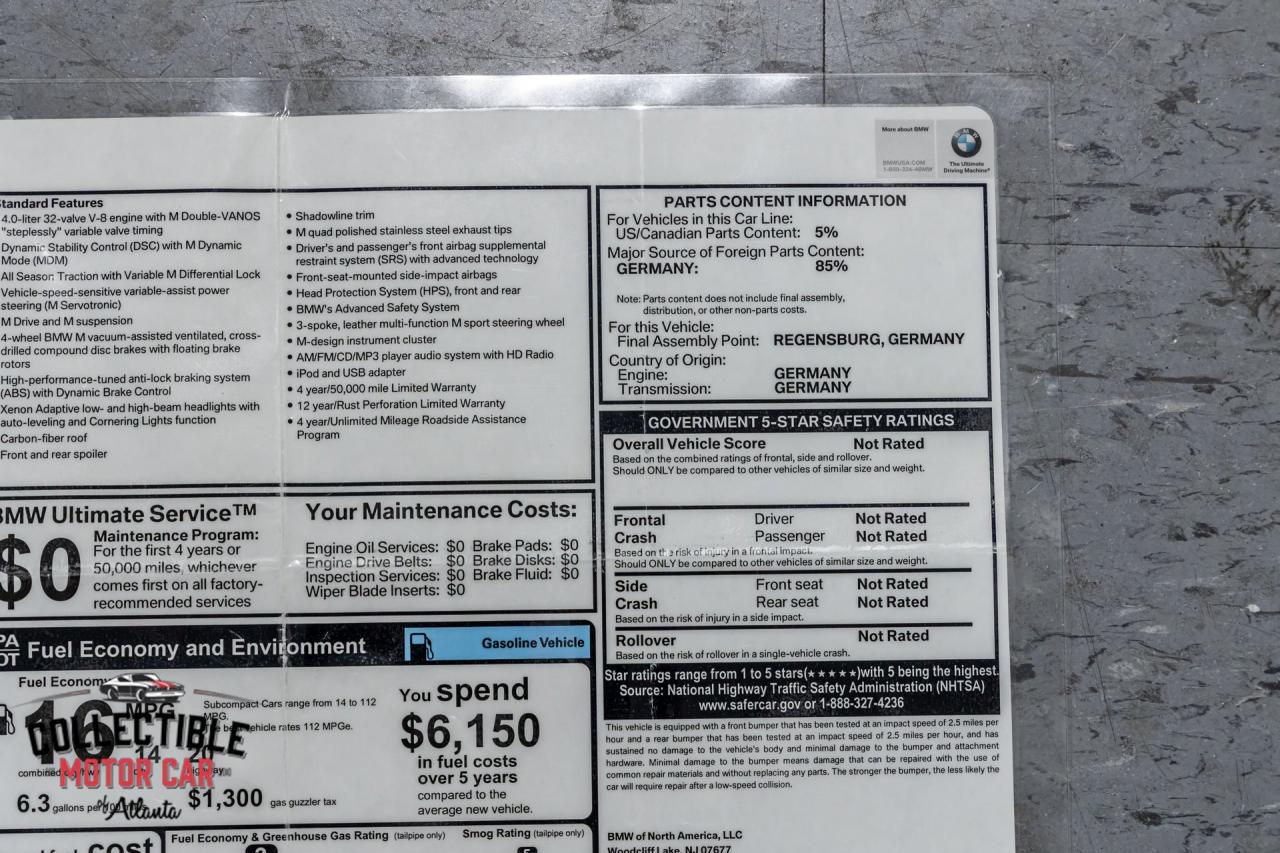 More about BMW
BMWUSA.COM
1-800-334-4BMW
The Ultimate
Driving Machine®
Standard Features
4.0-liter 32-valve V-8 engine with M Double-VANOS
"steplessly" variable valve timing
Dynamic Stability Control (DSC) with M Dynamic
Mode (MDM)
All Season Traction with Variable M Differential Lock
Vehicle-speed-sensitive variable-assist power
steering (M Servotronic)
M Drive and M suspension
4-wheel BMW M vacuum-assisted ventilated, cross-
drilled compound disc brakes with floating brake
rotors
High-performance-tuned anti-lock braking system
(ABS) with Dynamic Brake Control
Xenon Adaptive low- and high-beam headlights with
auto-leveling and Cornering Lights function
Carbon-fiber roof
Front and rear spoiler
• Shadowline trim
• M quad polished stainless steel exhaust tips
• Driver's and passenger's front airbag supplemental
restraint system (SRS) with advanced technology
• Front-seat-mounted side-impact airbags
• Head Protection System (HPS), front and rear
• BMW's Advanced Safety System
• 3-spoke, leather multi-function M sport steering wheel
• M-design instrument cluster
• AM/FM/CD/MP3 player audio system with HD Radio
• iPod and USB adapter
• 4 year/50,000 mile Limited Warranty
• 12 year/Rust Perforation Limited Warranty
• 4 year/Unlimited Mileage Roadside Assistance
Program
PARTS CONTENT INFORMATION
For Vehicles in this Car Line:
US/Canadian Parts Content: 5%
Major Source of Foreign Parts Content:
GERMANY: 85%
Note: Parts content does not include final assembly,
distribution, or other non-parts costs.
For this Vehicle:
Final Assembly Point: REGENSBURG, GERMANY
Country of Origin:
Engine: GERMANY
Transmission: GERMANY
GOVERNMENT 5-STAR SAFETY RATINGS
Overall Vehicle Score Not Rated
Based on the combined ratings of frontal, side and rollover.
Should ONLY be compared to other vehicles of similar size and weight.
Frontal Driver Not Rated
Crash Passenger Not Rated
Based on the risk of injury in a frontal impact.
Should ONLY be compared to other vehicles of similar size and weight.
Side Front seat Not Rated
Crash Rear seat Not Rated
Based on the risk of injury in a side impact.
Rollover Not Rated
Based on the risk of rollover in a single-vehicle crash.
Star ratings range from 1 to 5 stars(★★★★★)with 5 being the highest.
Source: National Highway Traffic Safety Administration (NHTSA)
www.safercar.gov or 1-888-327-4236
This vehicle is equipped with a front bumper that has been tested at an impact speed of 2.5 miles per
hour and a rear bumper that has been tested at an impact speed of 2.5 miles per hour, and has
sustained no damage to the vehicle's body and minimal damage to the bumper and attachment
hardware. Minimal damage to the bumper means damage that can be repaired with the use of
common repair materials and without replacing any parts. The stronger the bumper, the less likely the
car will require repair after a low-speed collision.
BMW of North America, LLC
Woodcliff Lake, NJ 07677
BMW Ultimate Service™
$0
Maintenance Program:
For the first 4 years or
50,000 miles, whichever
comes first on all factory-
recommended services
Your Maintenance Costs:
Engine Oil Services: $0 Brake Pads: $0
Engine Drive Belts: $0 Brake Disks: $0
Inspection Services: $0 Brake Fluid: $0
Wiper Blade Inserts: $0
Fuel Economy and Environment
Gasoline Vehicle
Fuel Economy
16 MPG
Subcompact Cars range from 14 to 112
MPG.
vehicle rates 112 MPGe.
14 20
combined
highway
6.3 gallons per
$1,300 gas guzzler tax
You spend
$6,150
in fuel costs
over 5 years
compared to the
average new vehicle.
COLLECTIBLE
MOTOR CAR
of Atlanta
Fuel Economy & Greenhouse Gas Rating (tailpipe only)
Smog Rating (tailpipe only)
cost